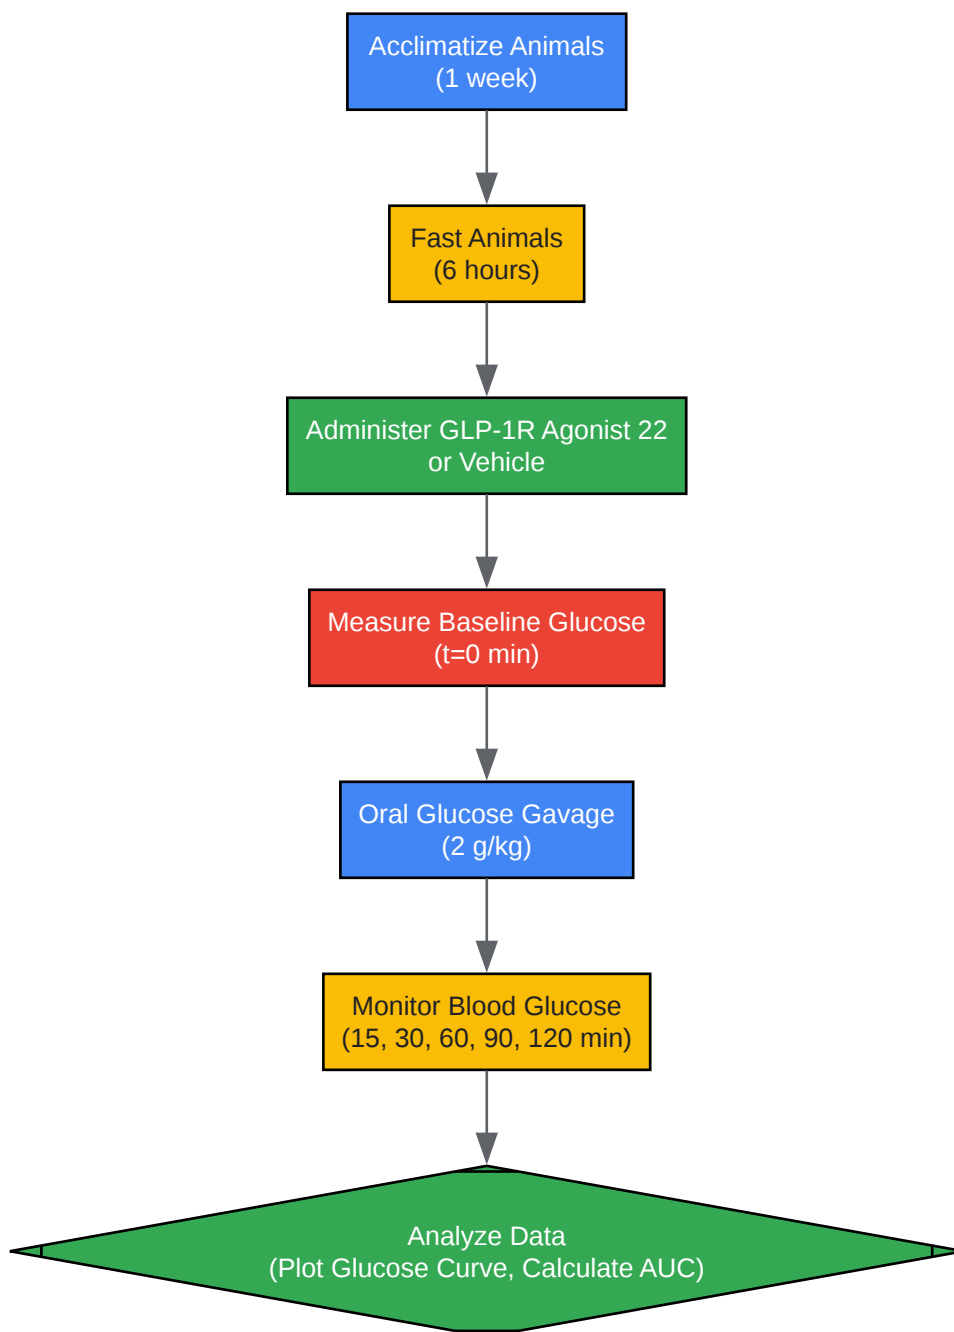 Acclimatize Animals
(1 week)
Fast Animals
(6 hours)
Administer GLP-1R Agonist 22
or Vehicle
Measure Baseline Glucose
(t=0 min)
Oral Glucose Gavage
(2 g/kg)
Monitor Blood Glucose
(15, 30, 60, 90, 120 min)
Analyze Data
(Plot Glucose Curve, Calculate AUC)